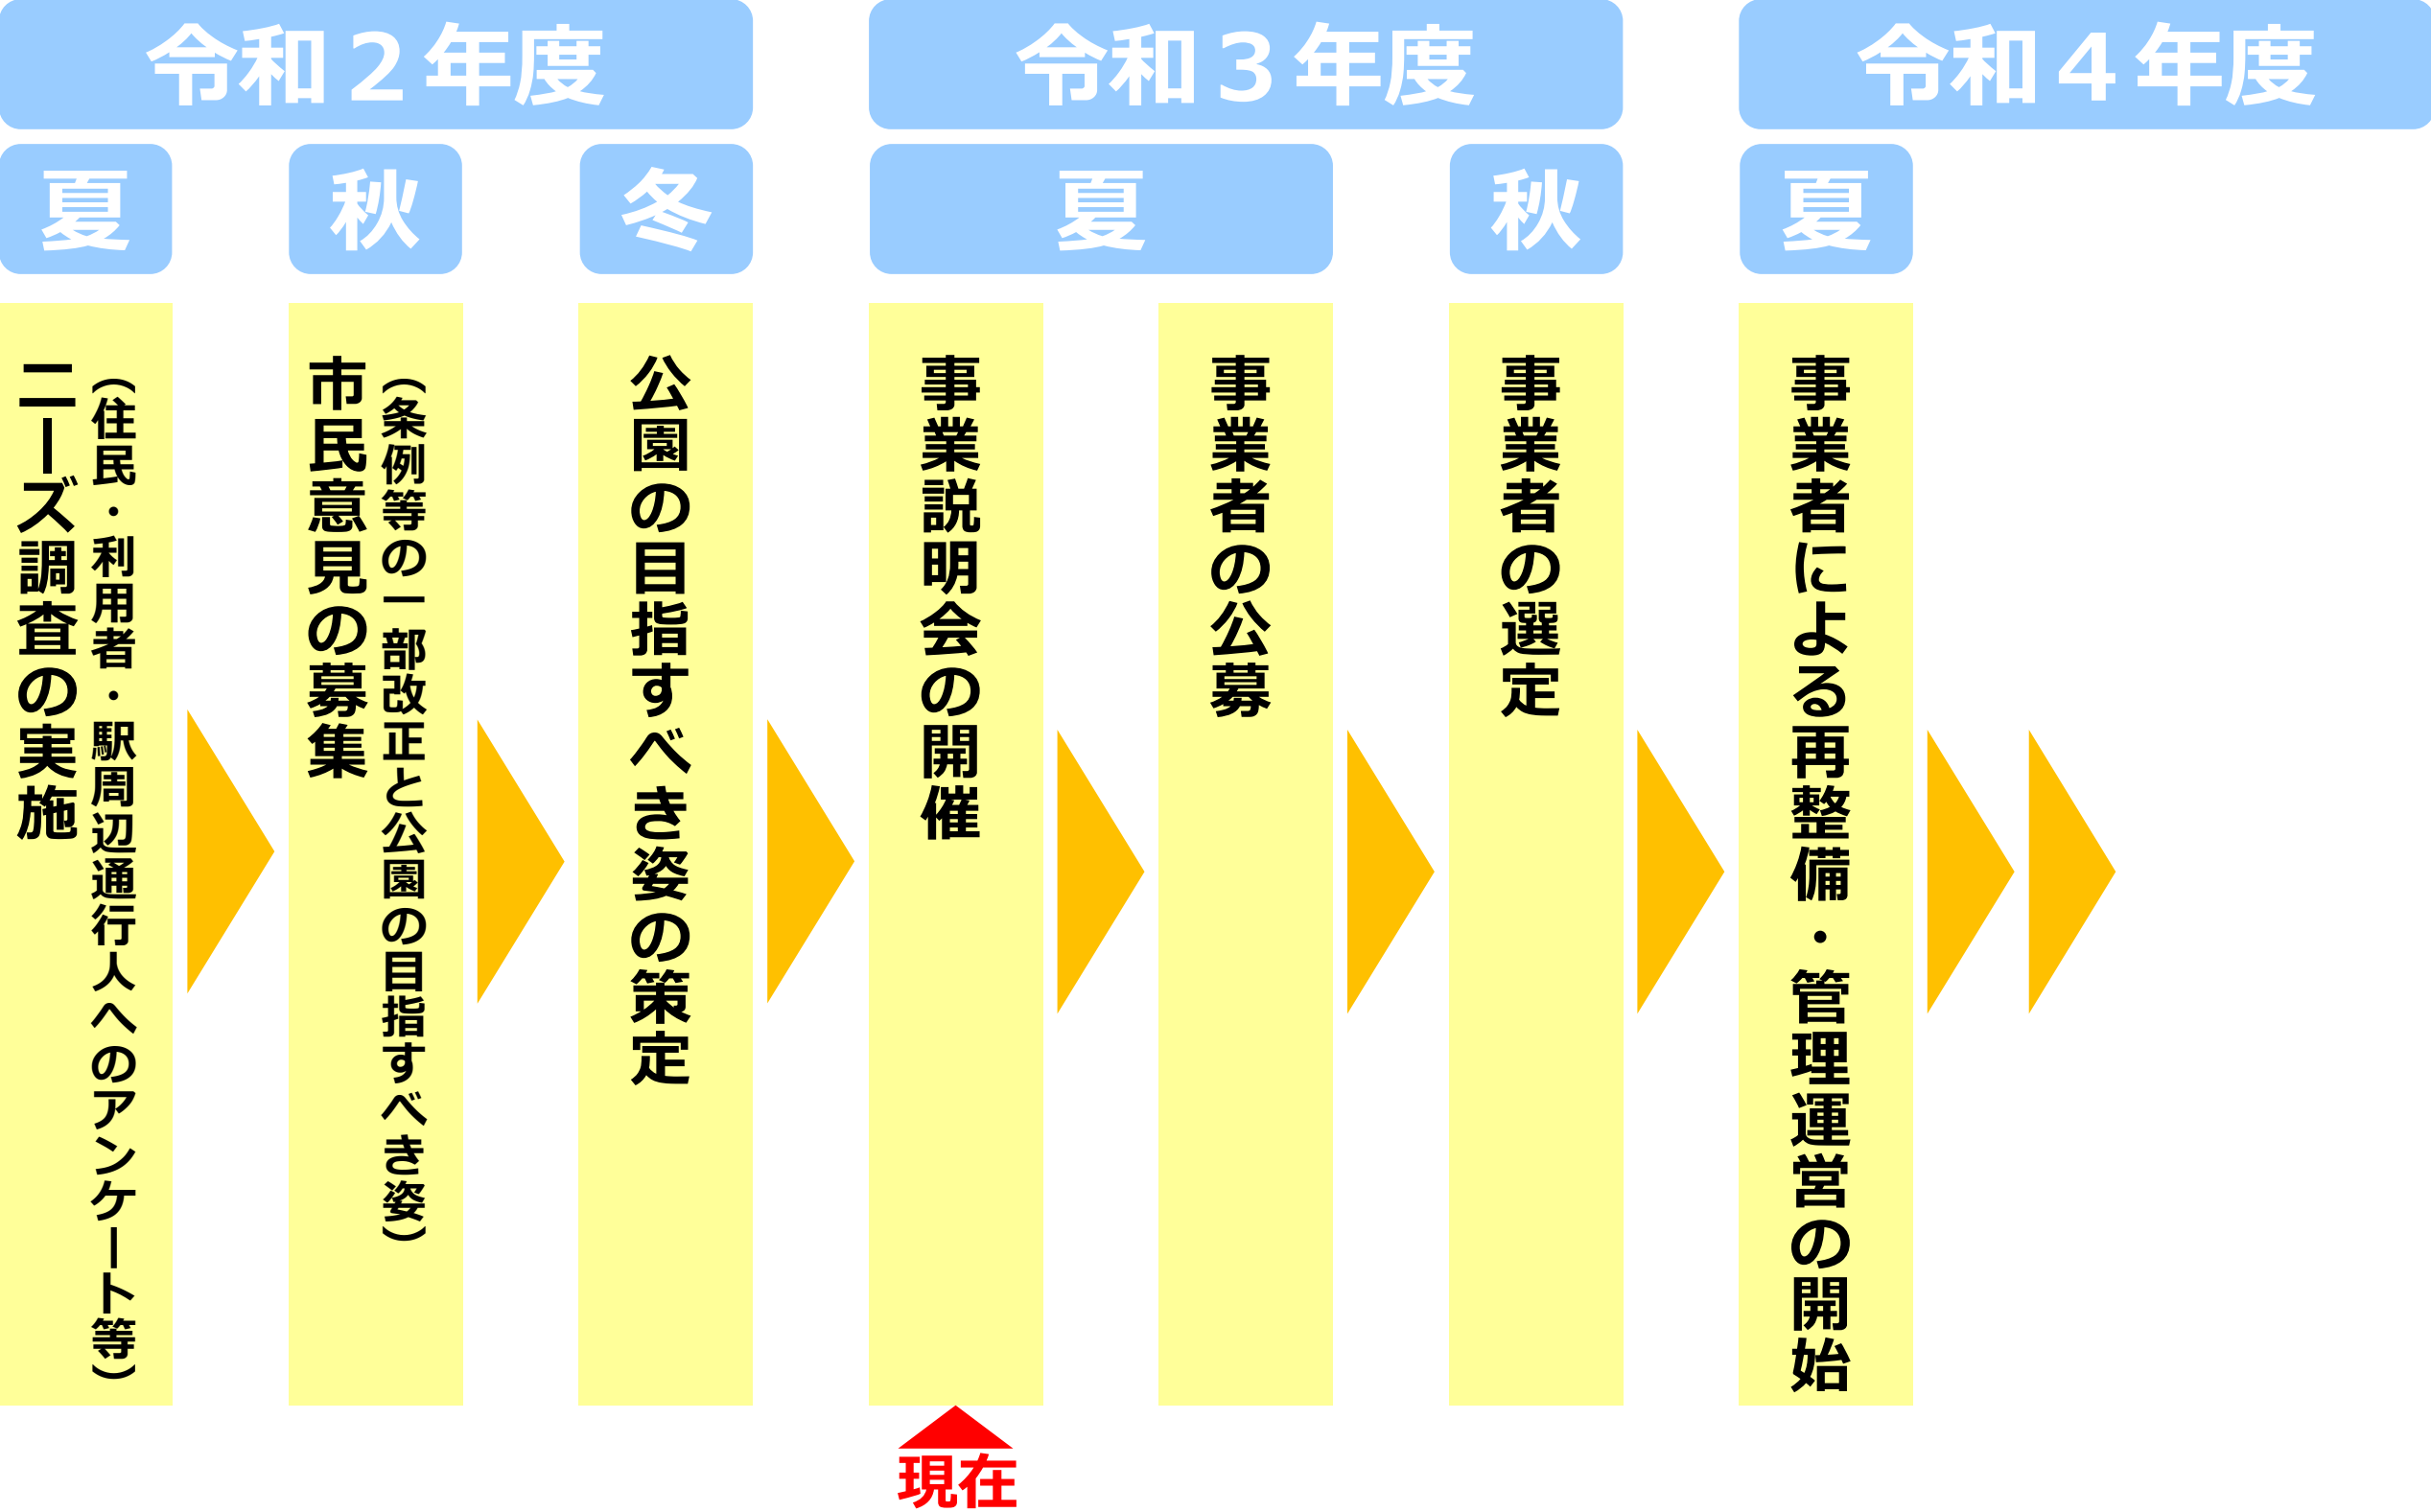 令和２年度
令和３年度
令和４年度
夏
秋
冬
夏
秋
夏
（住民・利用者・歌岡遊行人へのアンケート等）
ニーズ調査の実施
（条例等の一部改正と公園の目指すべき姿）
市民意見の募集
公園の目指すべき姿の策定
事業者説明会の開催
事業者の公募
事業者の選定
事業者による再整備・管理運営の開始
現在